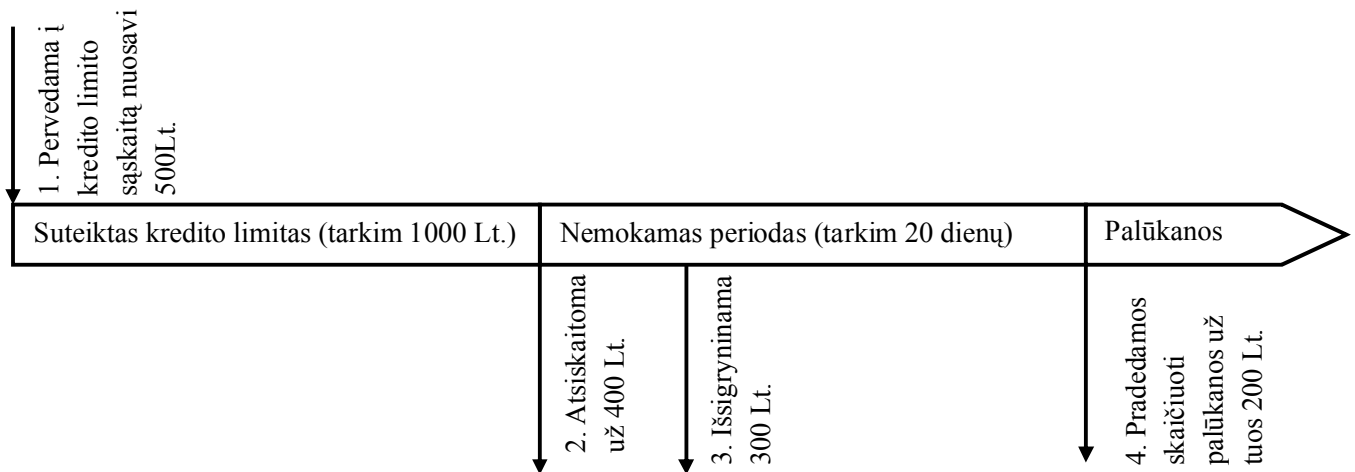 1. Pervedama į
kredito limito
sąskaitą nuosavi
500Lt.
Suteiktas kredito limitas (tarkim 1000 Lt.)
Nemokamas periodas (tarkim 20 dienų)
Palūkanos
2. Atsiskaitoma
už 400 Lt.
3. Išsigryninama
300 Lt.
4. Pradedamos
skaičiuoti
palūkanos už
tuos 200 Lt.